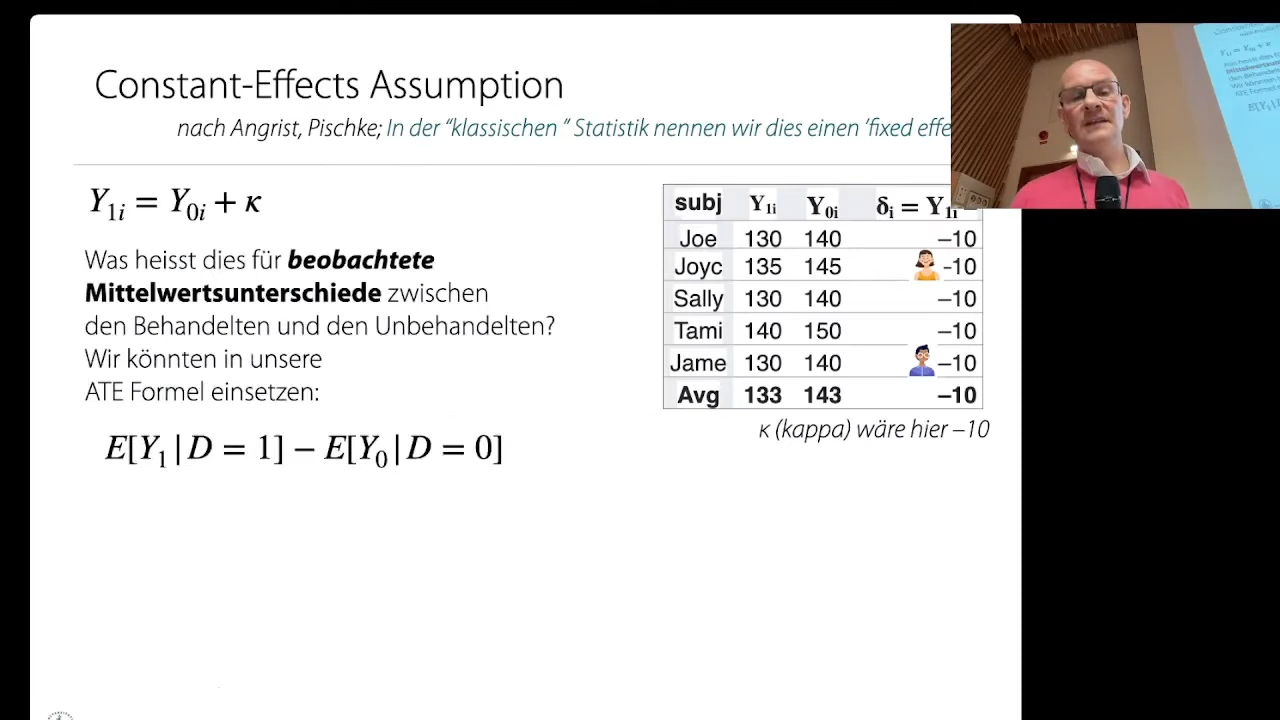 Constant-Effects Assumption
nach Angrist, Pischke; In der “klassischen ” Statistik nennen wir dies einen ’fixed effe
Y1i = Y0i + κ
Was heisst dies für beobachtete
Mittelwertsunterschiede zwischen
den Behandelten und den Unbehandelten?
Wir könnten in unsere
ATE Formel einsetzen:
E[Y1|D = 1] − E[Y0|D = 0]
subj Y1i Y0i δi = Y1i –
Joe 130 140 –10
Joyc 135 145 -10
Sally 130 140 –10
Tami 140 150 –10
Jame 130 140 –10
Avg 133 143 –10
κ (kappa) wäre hier –10